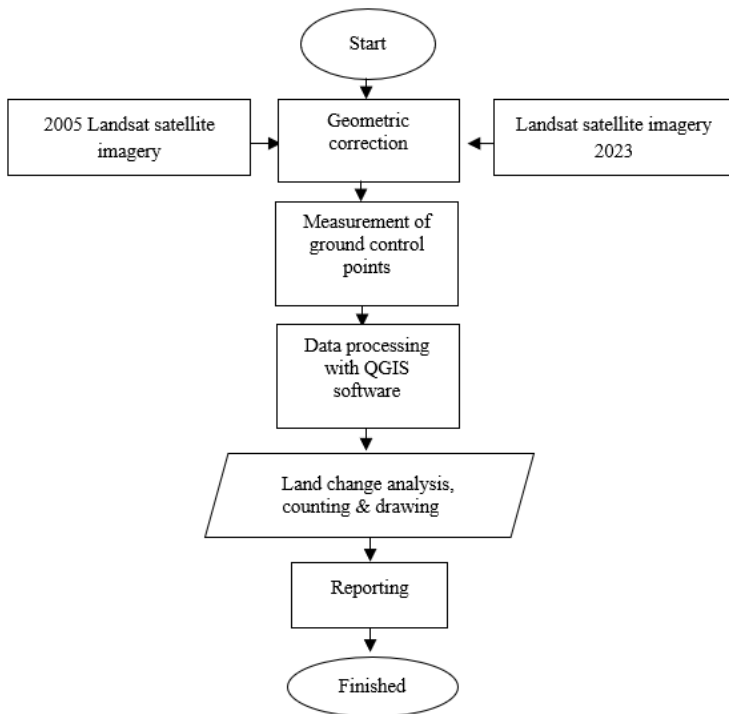 Start
2005 Landsat satellite
imagery
Geometric
correction
Landsat satellite imagery
2023
Measurement of
ground control
points
Data processing
with QGIS
software
Land change analysis,
counting & drawing
Reporting
Finished